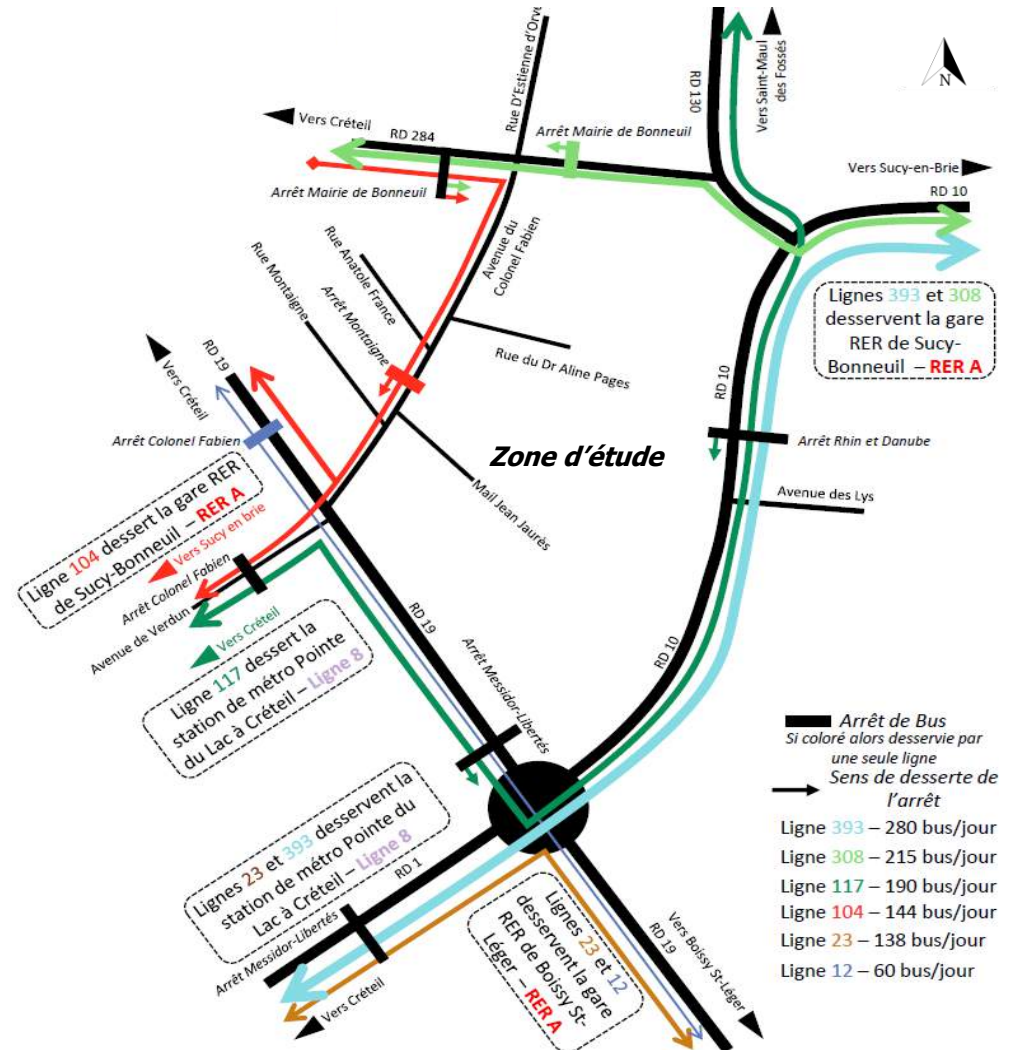 Rue D'Estienne d'Orve
RD 130
Vers Saint-Maul
des Fossés
N
Vers Créteil
RD 284
Arrêt Mairie de Bonneuil
Vers Sucy-en-Brie
RD 10
Arrêt Mairie de Bonneuil
Avenue du
Colonel Fabien
Rue Anatole France
Rue Montaigne
Arrêt Montaigne
Rue du Dr Aline Pages
Lignes 393 et 308
desservent la gare
RER de Sucy-
Bonneuil – RER A
RD 19
Vers Créteil
RD 10
Arrêt Colonel Fabien
Zone d'étude
Arrêt Rhin et Danube
Mail Jean Jaurès
Avenue des Lys
Ligne 104 dessert la gare RER
de Sucy-Bonneuil – RER A
Vers Sucy en brie
Arrêt Colonel Fabien
Avenue de Verdun
Vers Créteil
RD 19
RD 10
Ligne 117 dessert la
station de métro Pointe
du Lac à Créteil – Ligne 8
Arrêt Messidor-Libertés
Arrêt de Bus
Si coloré alors desservie par
une seule ligne
Sens de desserte de
l'arrêt
Ligne 393 – 280 bus/jour
Ligne 308 – 215 bus/jour
Ligne 117 – 190 bus/jour
Ligne 104 – 144 bus/jour
Ligne 23 – 138 bus/jour
Ligne 12 – 60 bus/jour
Lignes 23 et 393 desservent la
station de métro Pointe du
Lac à Créteil – Ligne 8
RD 1
Arrêt Messidor-Libertés
Vers Créteil
Lignes 23 et 12
desservent la gare
RER de Boissy St-
Léger – RER A
RD 19
Vers Boissy St-Léger